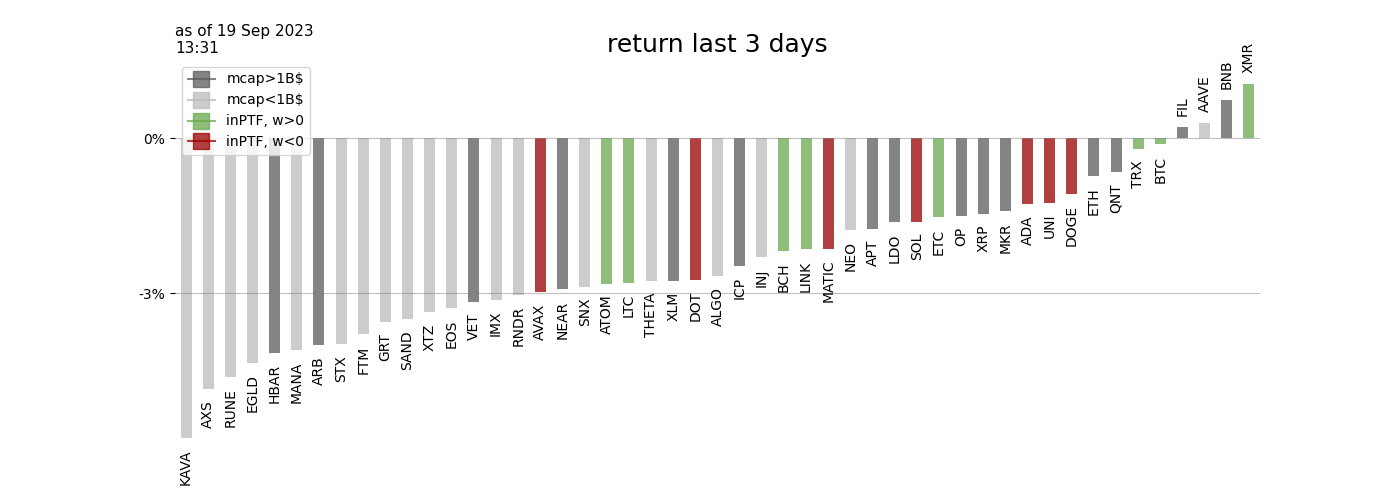 as of 19 Sep 2023
13:31
return last 3 days
mcap>1B$
mcap<1B$
inPTF, w>0
inPTF, w<0
0%
-3%
KAVA
AXS
RUNE
EGLD
HBAR
MANA
ARB
STX
FTM
GRT
SAND
XTZ
EOS
VET
IMX
RNDR
AVAX
NEAR
SNX
ATOM
LTC
THETA
XLM
DOT
ALGO
ICP
INJ
BCH
LINK
MATIC
NEO
APT
LDO
SOL
ETC
OP
XRP
MKR
ADA
UNI
DOGE
ETH
QNT
TRX
BTC
FIL
AAVE
BNB
XMR